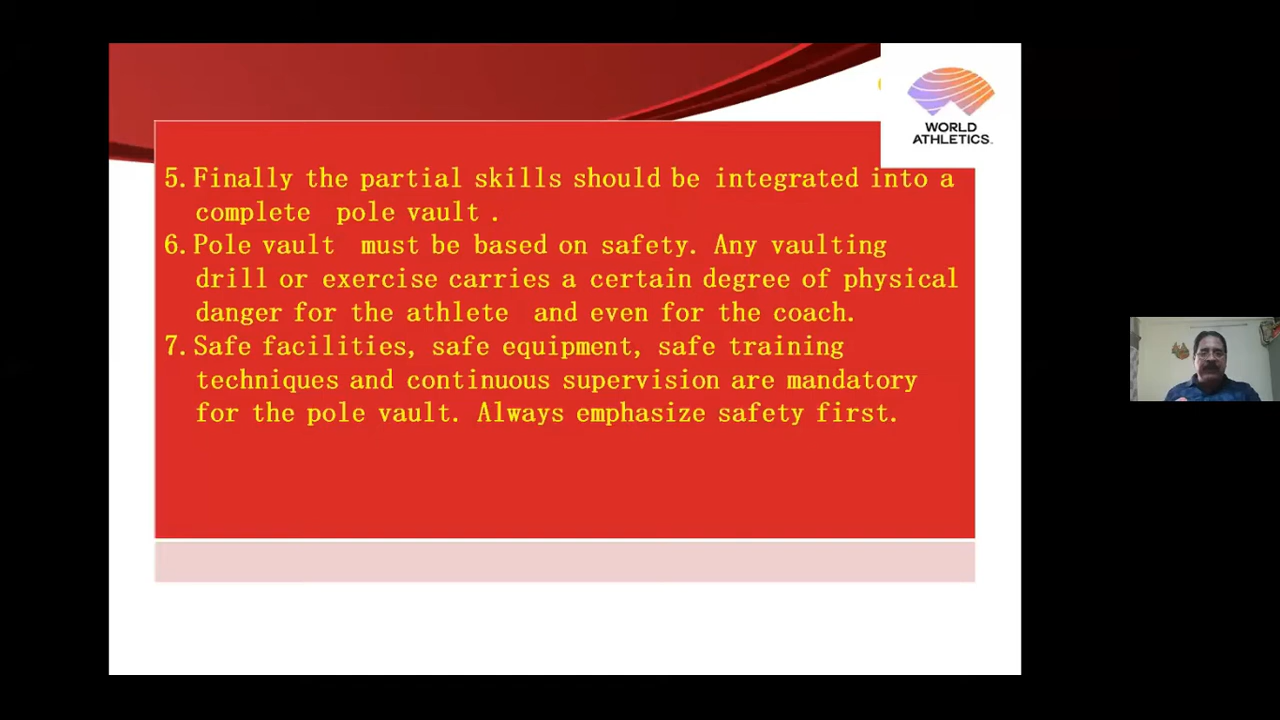 WORLD
ATHLETICS
5. Finally the partial skills should be integrated into a
complete pole vault .
6. Pole vault must be based on safety. Any vaulting
drill or exercise carries a certain degree of physical
danger for the athlete and even for the coach.
7. Safe facilities, safe equipment, safe training
techniques and continuous supervision are mandatory
for the pole vault. Always emphasize safety first.